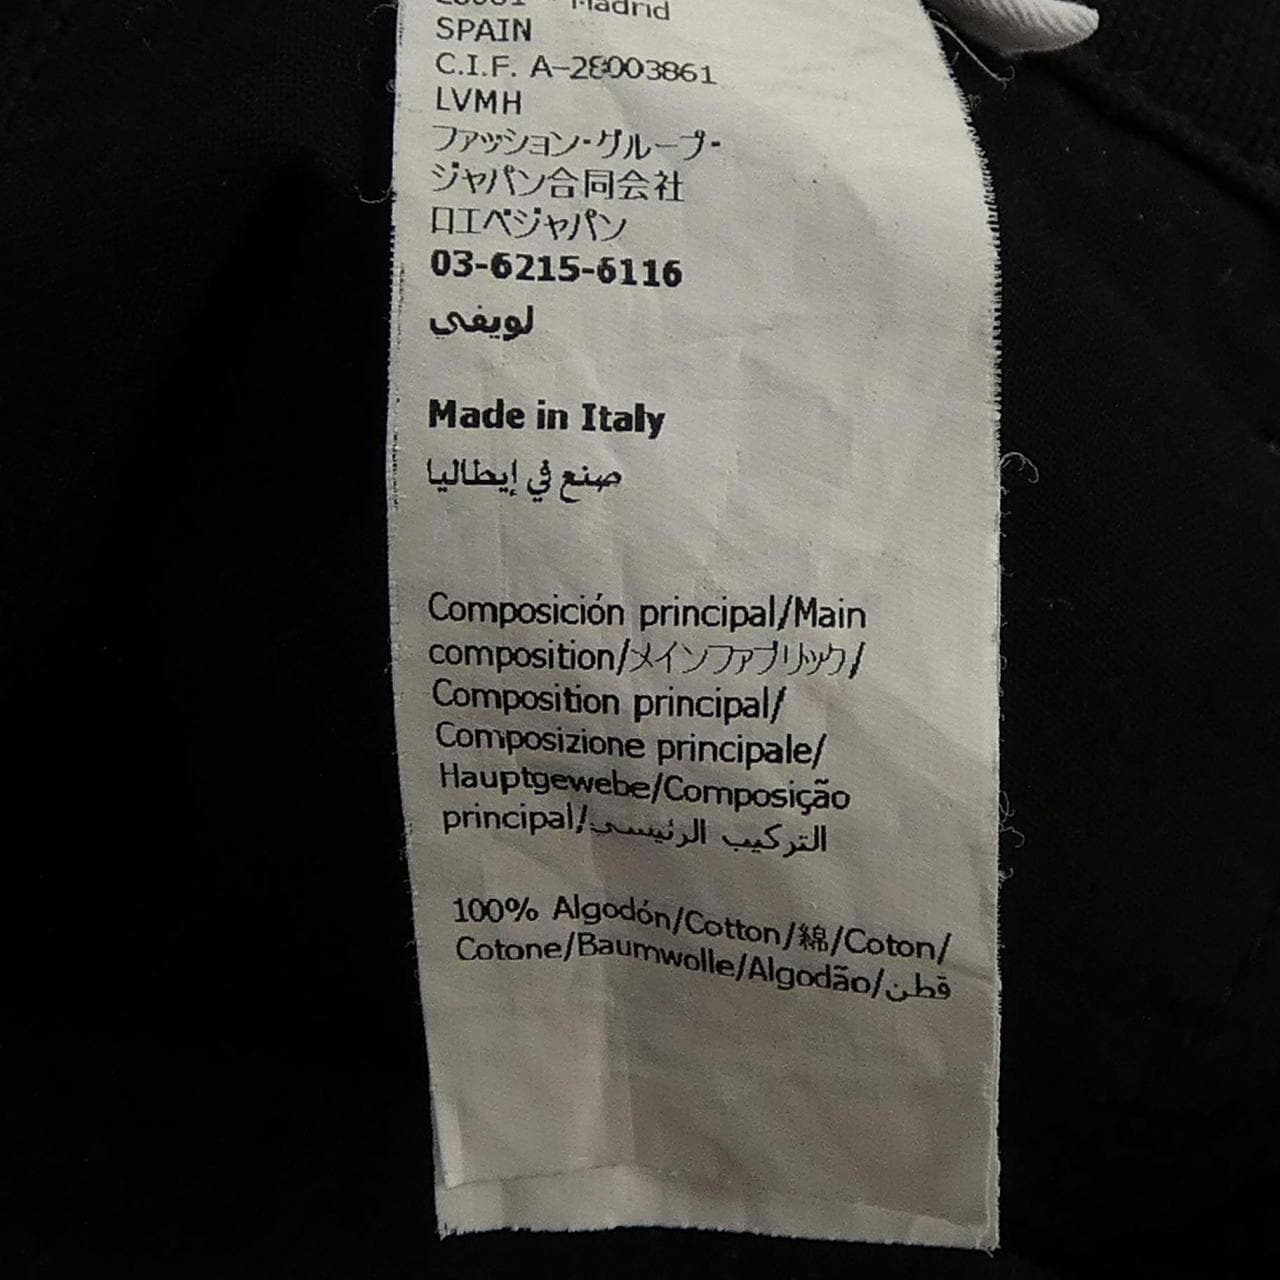 Madrid
SPAIN
C.I.F. A-28003861
LVMH
ファッション・グループ・
ジャパン合同会社
ロエベジャパン
03-6215-6116
لويفي
Made in Italy
صنع في إيطاليا
Composición principal/Main
composition/メインファブリック/
Composition principal/
Composizione principale/
Hauptgewebe/Composição
principal/التركيب الرئيسي
100% Algodón/Cotton/綿/Coton/
Cotone/Baumwolle/Algodão/قطن